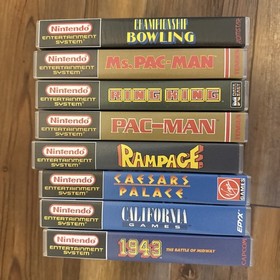 Nintendo
ENTERTAINMENT
SYSTEM
CHAMPIONSHIP
BOWLING
Nintendo
ENTERTAINMENT
SYSTEM
Ms. PAC-MAN
Nintendo
ENTERTAINMENT
SYSTEM
RING KING
Nintendo
ENTERTAINMENT
SYSTEM
PAC-MAN
Nintendo
ENTERTAINMENT
SYSTEM
RAMPAGE
Nintendo
ENTERTAINMENT
SYSTEM
CAESARS
PALACE
GAMES
Nintendo
ENTERTAINMENT
SYSTEM
CALIFORNIA
GAMES
EPYX
Nintendo
ENTERTAINMENT
SYSTEM
1943
THE BATTLE OF MIDWAY
CAPCOM